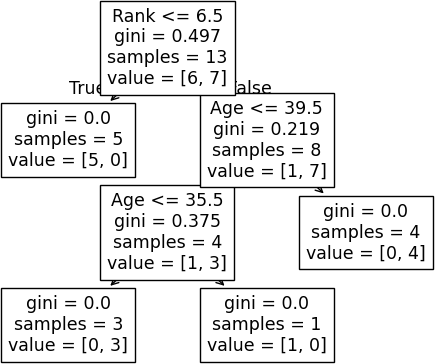 Rank <= 6.5
gini = 0.497
samples = 13
value = [6, 7]
True
alse
gini = 0.0
samples = 5
value = [5, 0]
Age <= 39.5
gini = 0.219
samples = 8
value = [1, 7]
Age <= 35.5
gini = 0.375
samples = 4
value = [1, 3]
gini = 0.0
samples = 4
value = [0, 4]
gini = 0.0
samples = 3
value = [0, 3]
gini = 0.0
samples = 1
value = [1, 0]